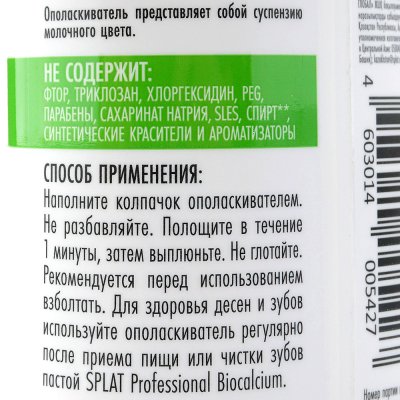 Ополаскиватель представляет собой суспензию
молочного цвета.
НЕ СОДЕРЖИТ:
ФТОР, ТРИКЛОЗАН, ХЛОРГЕКСИДИН, PEG,
ПАРАБЕНЫ, САХАРИНАТ НАТРИЯ, SLES, СПИРТ**,
СИНТЕТИЧЕСКИЕ КРАСИТЕЛИ И АРОМАТИЗАТОРЫ
СПОСОБ ПРИМЕНЕНИЯ:
Наполните колпачок ополаскивателем.
Не разбавляйте. Полощите в течение
1 минуты, затем выплюньте. Не глотайте.
Рекомендуется перед использованием
взболтать. Для здоровья десен и зубов
используйте ополаскиватель регулярно
после приема пищи или чистки зубов
пастой SPLAT Professional Biocalcium.
4 603014 005427
Номер партии